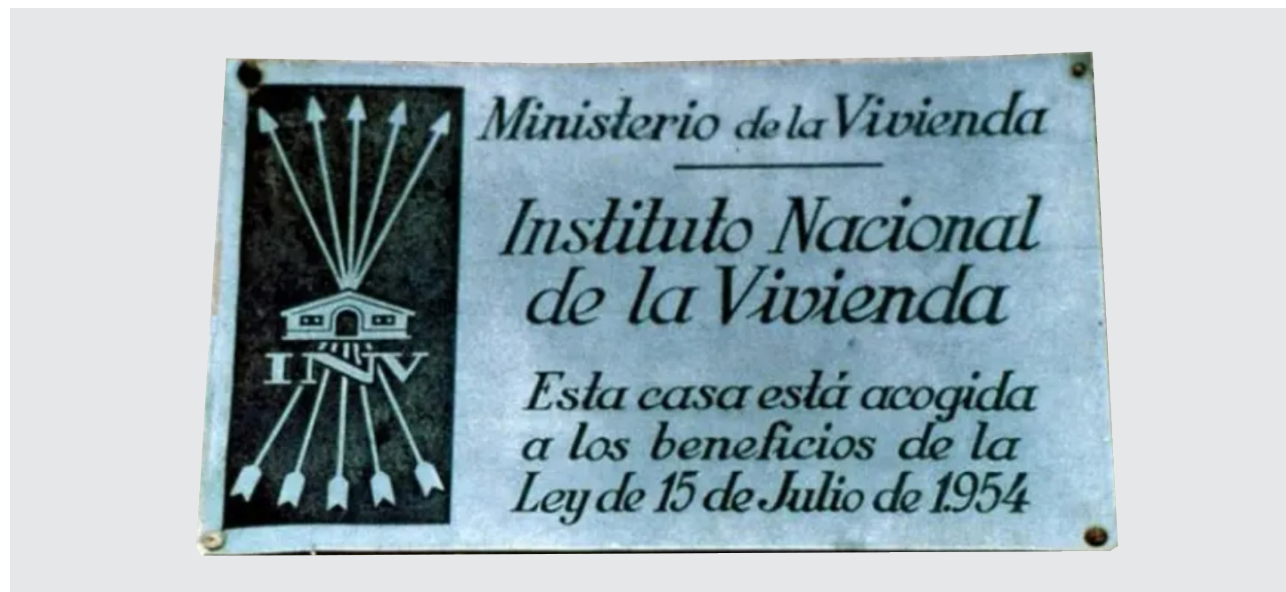 Ministerio de la Vivienda
Instituto Nacional
de la Vivienda
Esta casa está acogida
a los beneficios de la
Ley de 15 de Julio de 1.954
INV